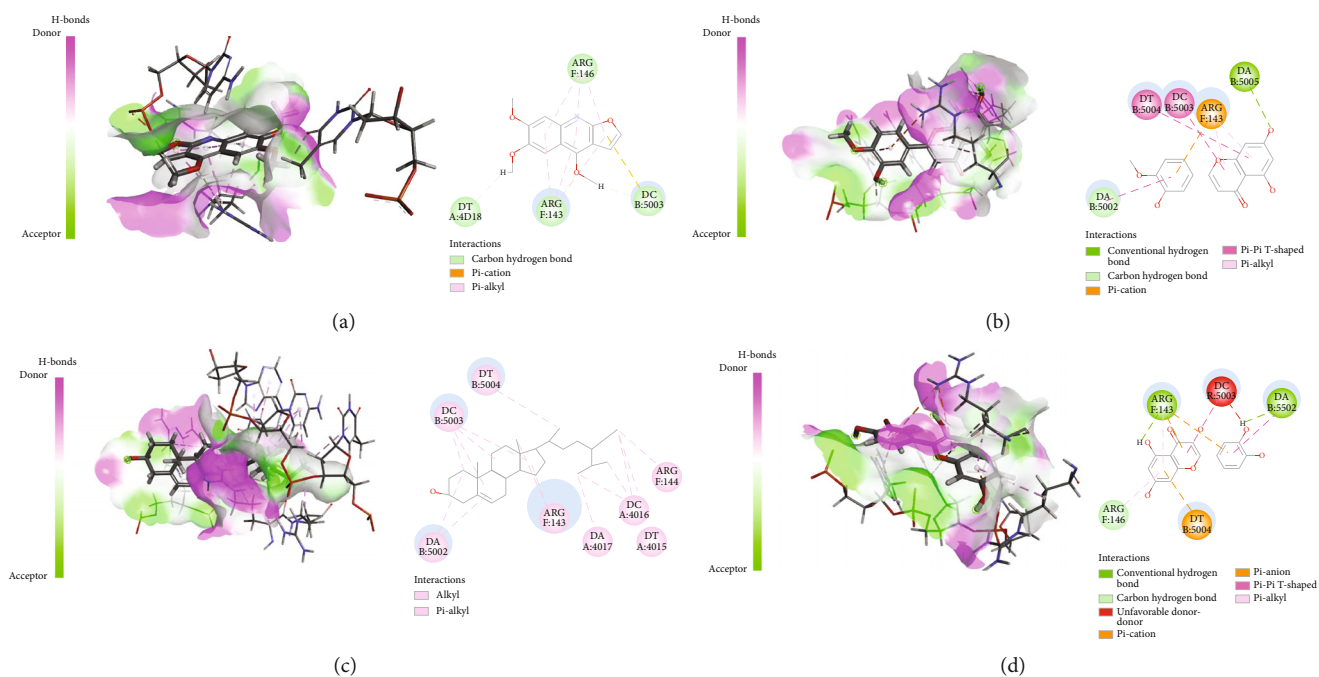 H-bonds
Donor
Acceptor
ARG
F:146
O
N
O
O
O
H
O
H
DT
A:4D18
ARG
F:143
DC
B:5003
Interactions
Carbon hydrogen bond
Pi-cation
Pi-alkyl
(a)
H-bonds
Donor
Acceptor
DA
B:5005
DT
B:5004
DC
B:5003
ARG
F:143
DA
B:5002
Interactions
Conventional hydrogen
bond
Carbon hydrogen bond
Pi-cation
Pi-Pi T-shaped
Pi-alkyl
(b)
H-bonds
Donor
Acceptor
DT
B:5004
DC
B:5003
H
H
H
O
ARG
F:144
ARG
F:143
DC
A:4016
DA
B:5002
DA
A:4017
DT
A:4015
Interactions
Alkyl
Pi-alkyl
(c)
H-bonds
Donor
Acceptor
ARG
F:143
DC
B:5003
DA
B:5502
H
H
ARG
F:146
DT
5004
Interactions
Conventional hydrogen
bond
Carbon hydrogen bond
Unfavorable donor-
donor
Pi-cation
Pi-anion
Pi-Pi T-shaped
Pi-alkyl
(d)